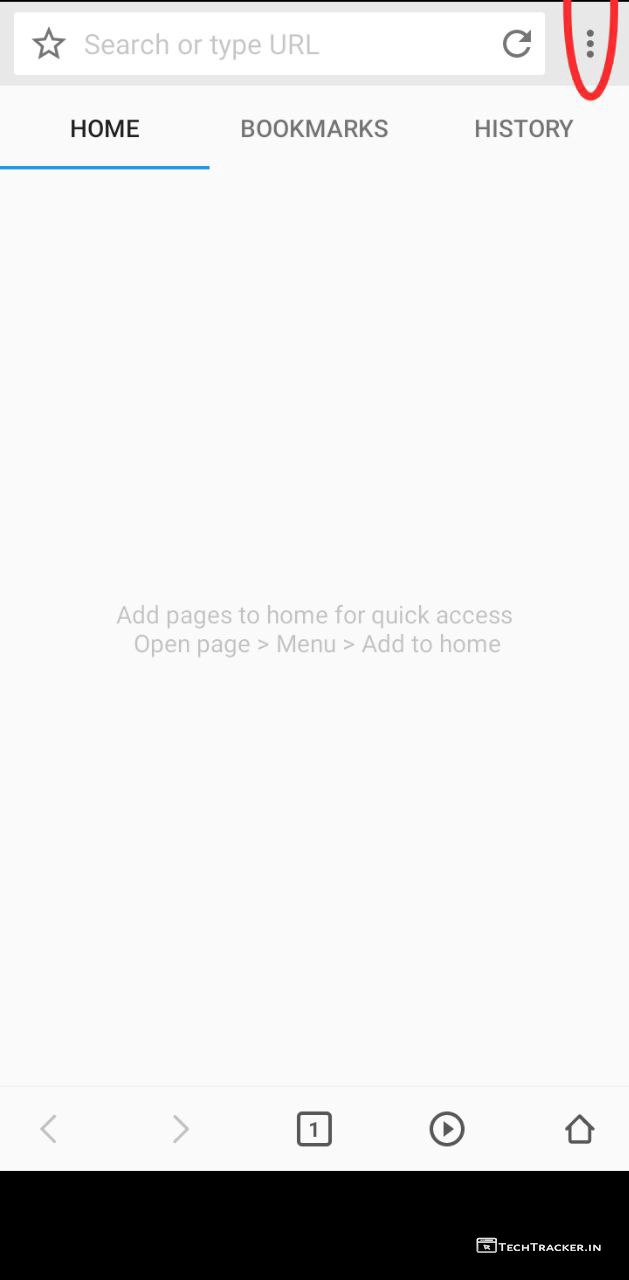 Search or type URL
HOME BOOKMARKS HISTORY
Add pages to home for quick access
Open page > Menu > Add to home
1
TECHTRACKER.IN